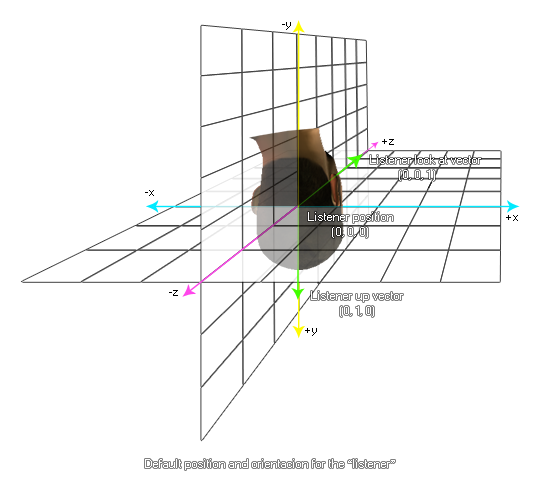 -y
+z
Listener look at vector
(0, 0, 1)
-x
Listener position
(0, 0, 0)
+x
-z
Listener up vector
(0, 1, 0)
+y
Default position and orientacion for the "listener"